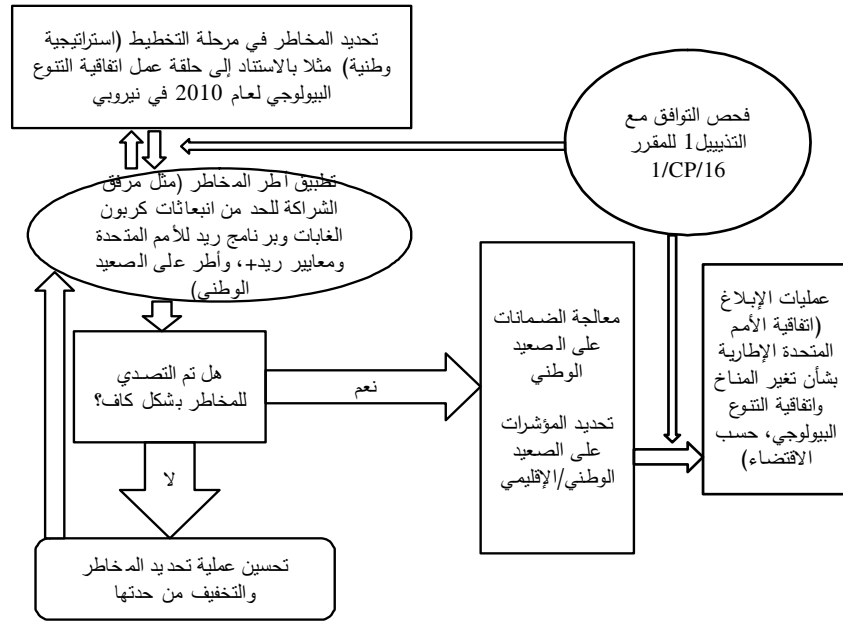 تحديد المخاطر في مرحلة التخطيط (استراتيجية
وطنية) مثلا بالاستناد إلى حلقة عمل اتفاقية التنوع
البيولوجي لعام 2010 في نيروبي
فحص التوافق مع
التذيييل1 للمقرر
1/CP/16
تطبيق أطر المخاطر (مثل مرفق
الشراكة للحد من انبعاثات كربون
الغابات وبرنامج ريد للأمم المتحدة
ومعايير ريد+، وأطر على الصعيد
الوطني)
هل تم التصدي
للمخاطر بشكل كاف؟
نعم
لا
معالجة الضمانات
على الصعيد
الوطني
تحديد المؤشرات
على الصعيد
الوطني/الإقليمي
عمليات الإبلاغ
(اتفاقية الأمم
المتحدة الإطارية
بشأن تغير المناخ
واتفاقية التنوع
البيولوجي، حسب
الاقتضاء)
تحسين عملية تحديد المخاطر
والتخفيف من حدتها